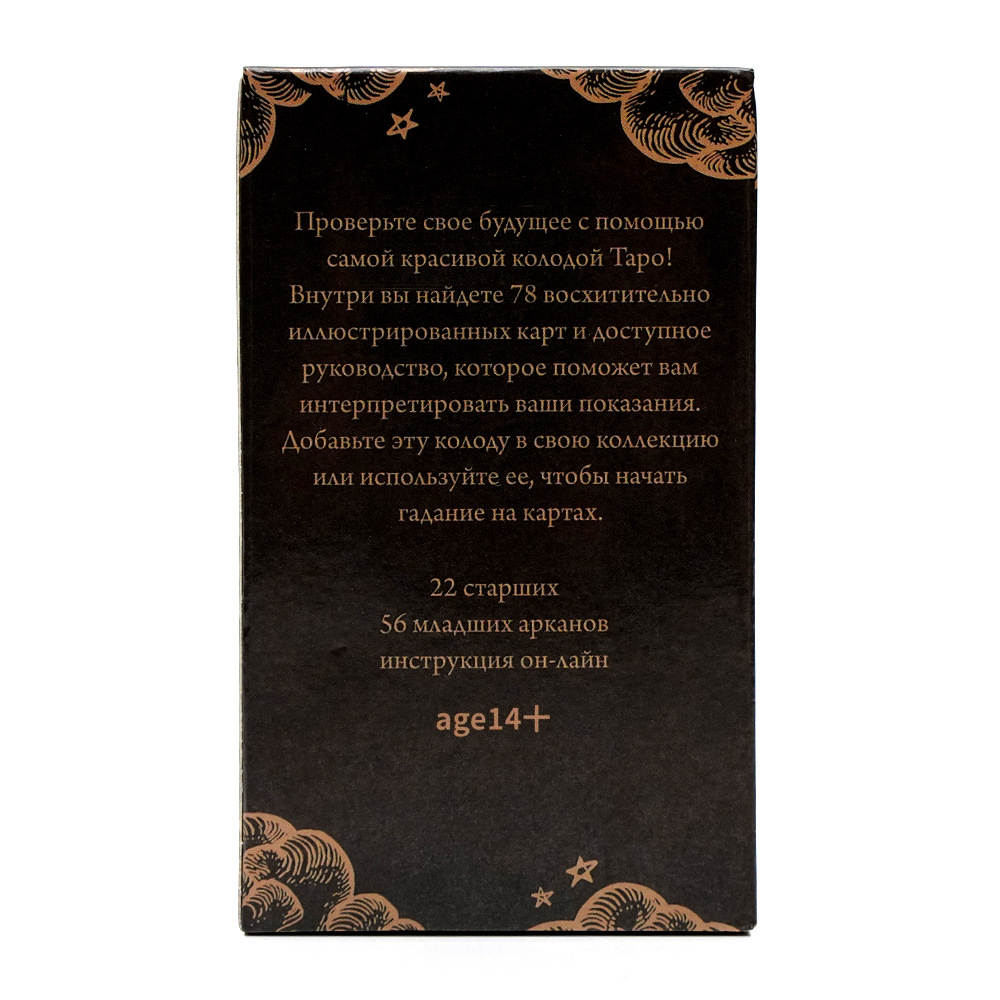 Проверьте свое будущее с помощью
самой красивой колодой Таро!
Внутри вы найдете 78 восхитительно
иллюстрированных карт и доступное
руководство, которое поможет вам
интерпретировать ваши показания.
Добавьте эту колоду в свою коллекцию
или используйте ее, чтобы начать
гадание на картах.
22 старших
56 младших арканов
инструкция он-лайн
age14+